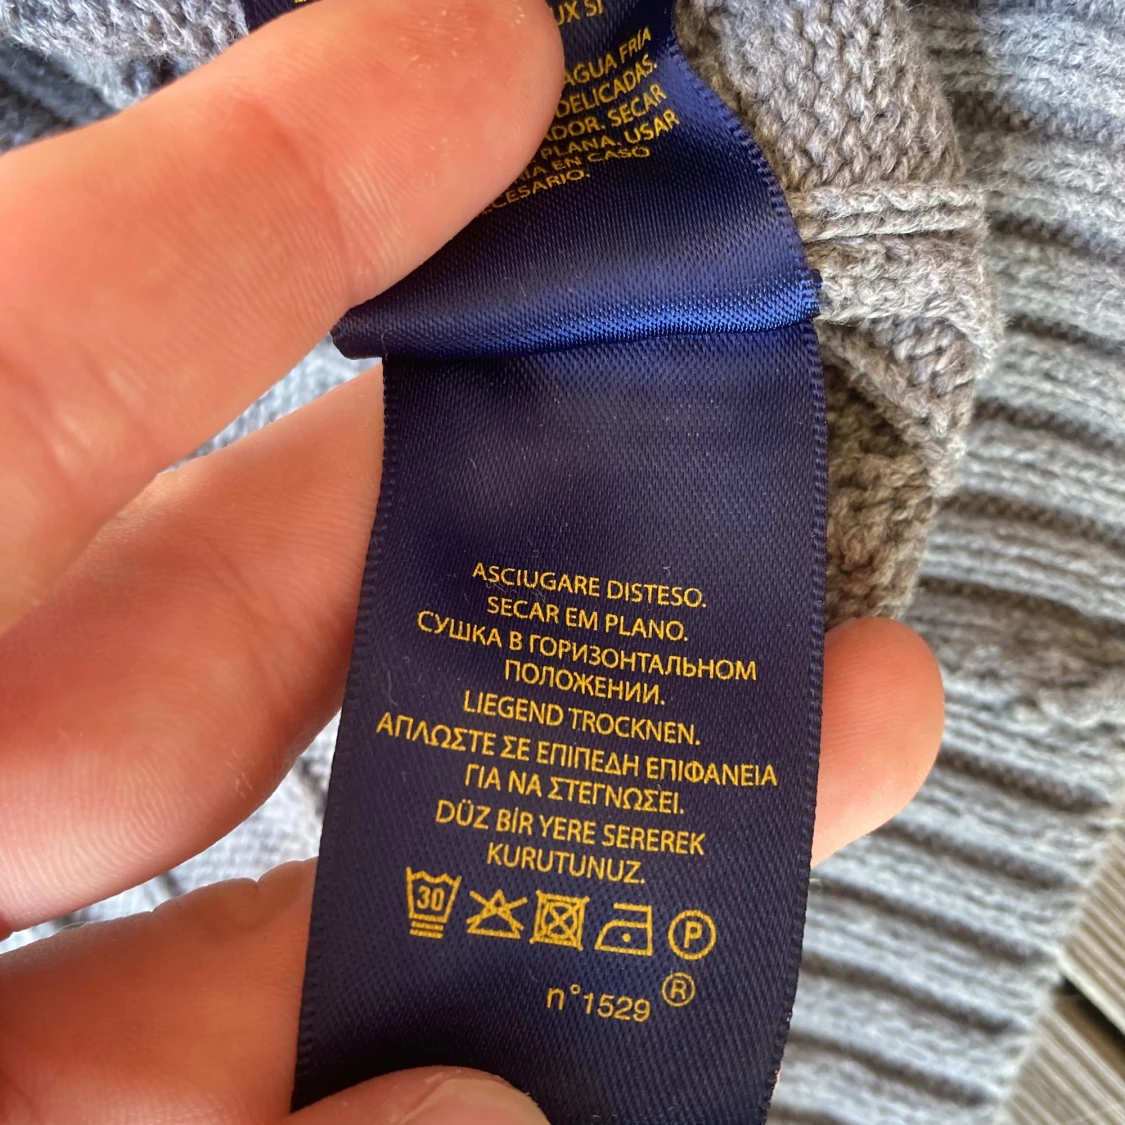 AGUA FRÍA
DELICADAS.
SECAR
PLANA. USAR
EN CASO
ASCIUGARE DISTESO.
SECAR EM PLANO.
СУШКА В ГОРИЗОНТАЛЬНОМ
ПОЛОЖЕНИИ.
LIEGEND TROCKNEN.
ΑΠΛΩΣΤΕ ΣΕ ΕΠΙΠΕΔΗ ΕΠΙΦΑΝΕΙΑ
ΓΙΑ ΝΑ ΣΤΕΓΝΩΣΕΙ.
DÜZ BİR YERE SEREREK
KURUTUNUZ.
30 P
n°1529 ®